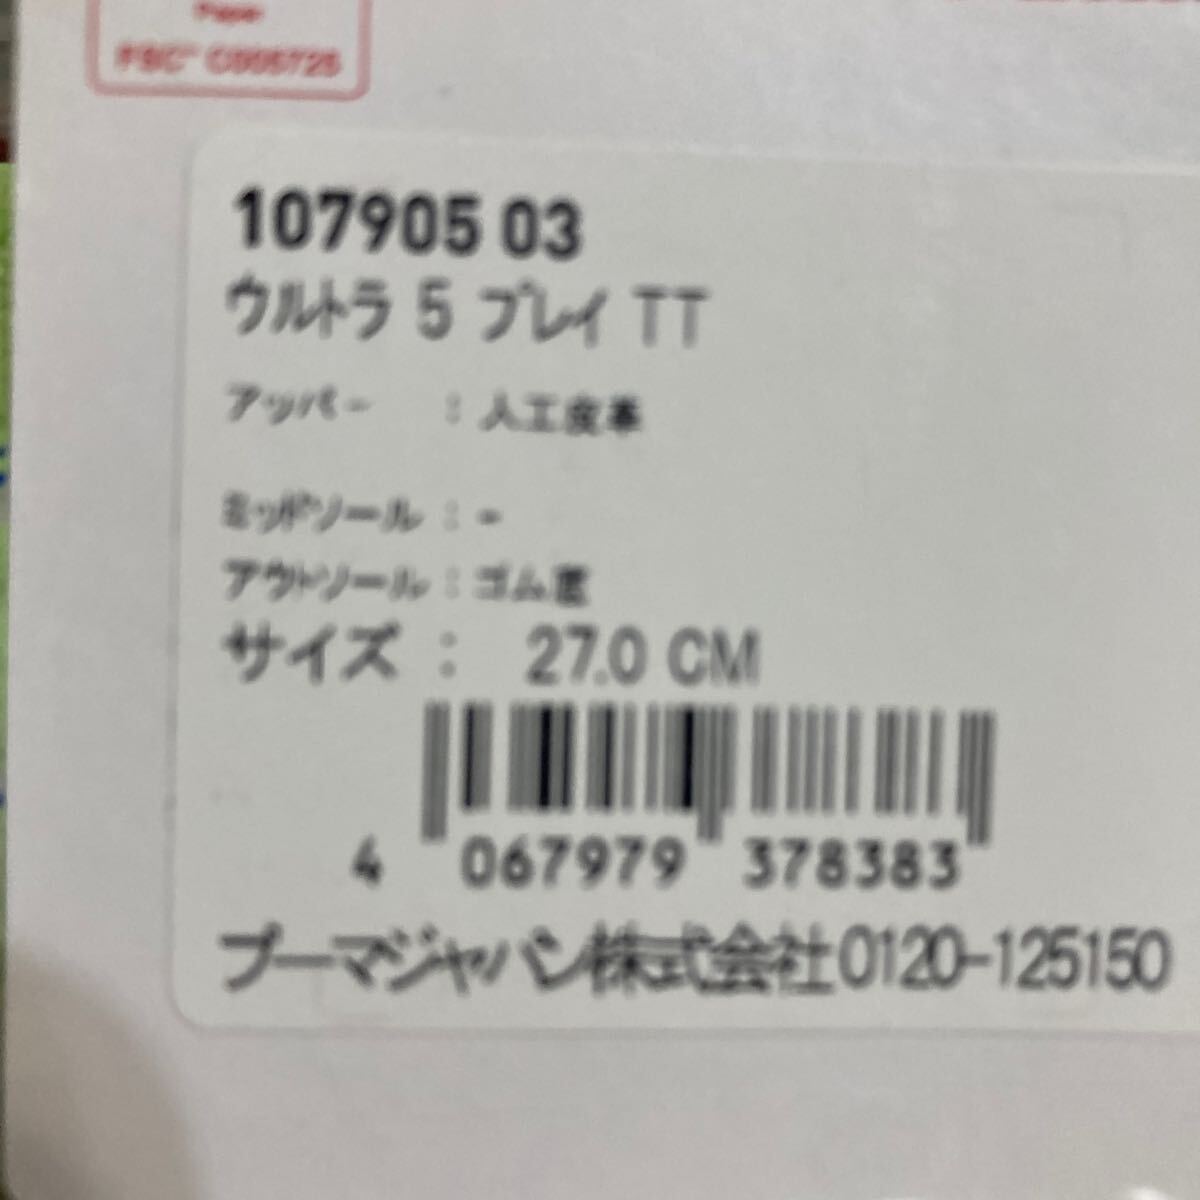 Paper
FSC® C005725
107905 03
ウルトラ 5 プレイ TT
アッパー : 人工皮革
ミッドソール : -
アウトソール : ゴム底
サイズ : 27.0 CM
4 067979 378383
プーマジャパン株式会社0120-125150